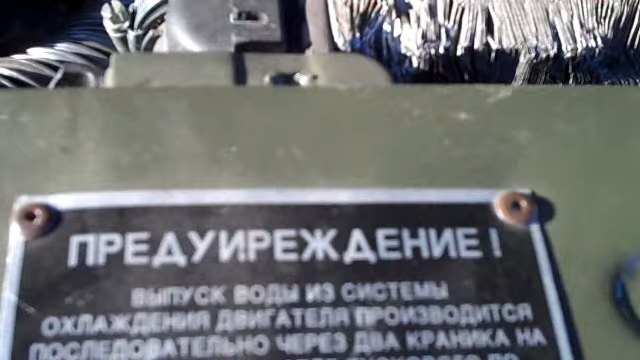 ПРЕДУПРЕЖДЕНИЕ!
ВЫПУСК ВОДЫ ИЗ СИСТЕМЫ
ОХЛАЖДЕНИЯ ДВИГАТЕЛЯ ПРОИЗВОДИТСЯ
ПОСЛЕДОВАТЕЛЬНО ЧЕРЕЗ ДВА КРАНИКА НА